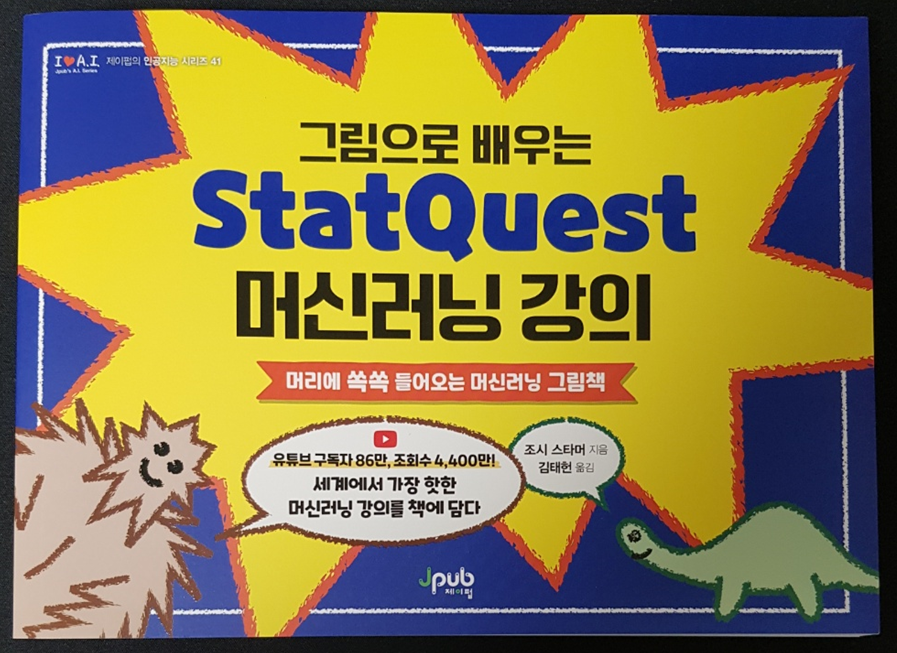 I ♥ A.I. 제이펍의 인공지능 시리즈 41
Jpub's A.I. Series
그림으로 배우는
StatQuest
머신러닝 강의
머리에 쏙쏙 들어오는 머신러닝 그림책
유튜브 구독자 86만, 조회수 4,400만!
세계에서 가장 핫한
머신러닝 강의를 책에 담다
조시 스타머 지음
김태헌 옮김
Jpub
제이펍